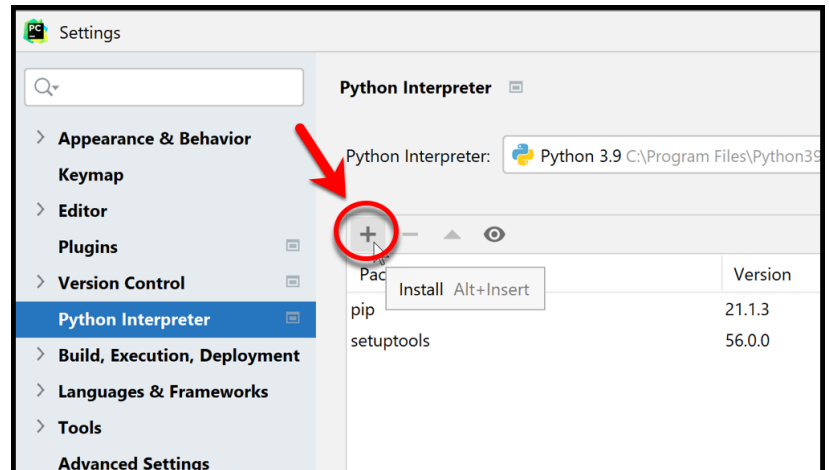 PC
Settings
Python Interpreter
Appearance & Behavior
Keymap
Editor
Plugins
Version Control
Python Interpreter
Build, Execution, Deployment
Languages & Frameworks
Tools
Advanced Settings
Python Interpreter: Python 3.9 C:\Program Files\Python39
Pac Version
Install Alt+Insert
pip 21.1.3
setuptools 56.0.0